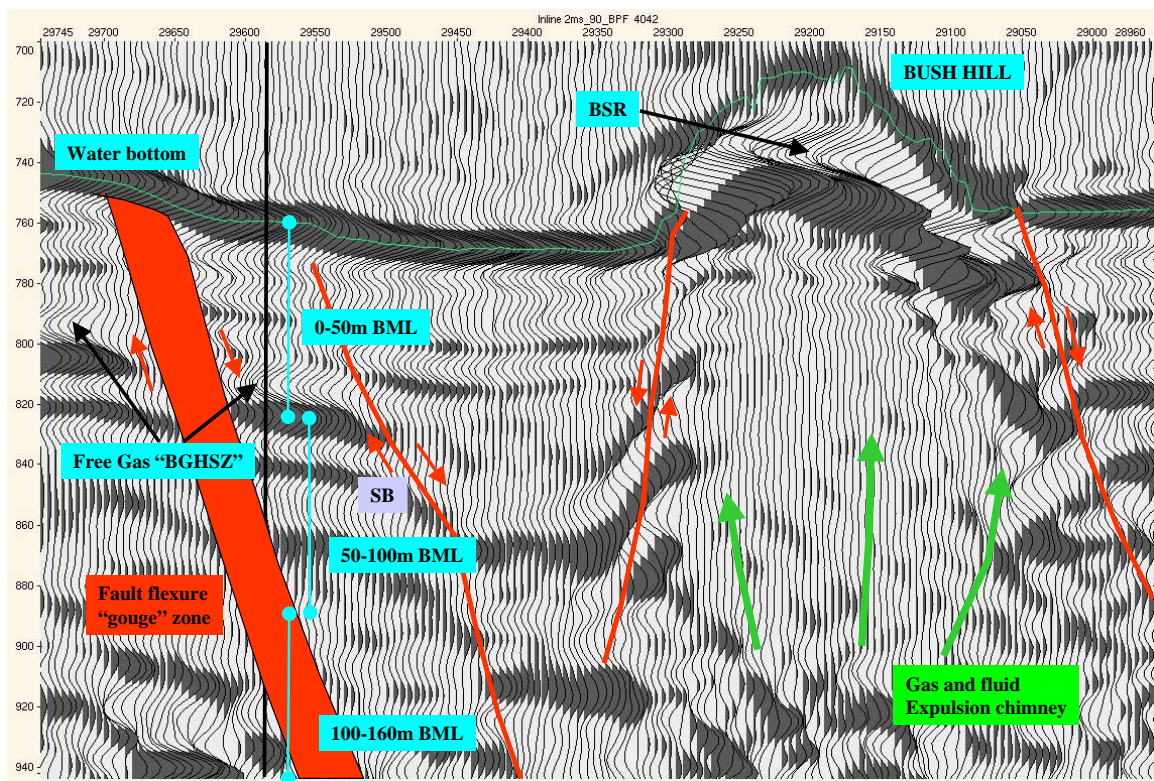 Inline 2ms_90_BPF 4042
29745 29700 29650 29600 29550 29500 29450 29400 29350 29300 29250 29200 29150 29100 29050 29000 28960
700
720
740
760
780
800
820
840
860
880
900
920
940
BUSH HILL
BSR
Water bottom
0-50m BML
Free Gas “BGHSZ”
SB
50-100m BML
Fault flexure
“gouge” zone
Gas and fluid
Expulsion chimney
100-160m BML